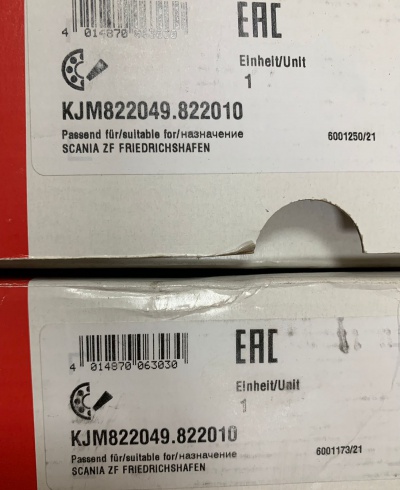 4 014870 063030
EAC
Einheit/Unit
1
KJM822049.822010
Passend für/suitable for/назначение
6001250/21
SCANIA ZF FRIEDRICHSHAFEN
4 014870 063030
EAC
Einheit/Unit
1
KJM822049.822010
Passend für/suitable for/назначение
6001173/21
SCANIA ZF FRIEDRICHSHAFEN